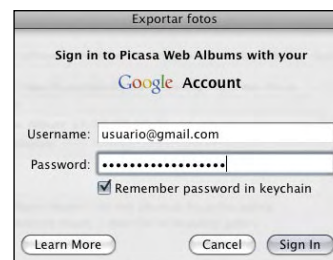 Exportar fotos
Sign in to Picasa Web Albums with your
Google Account
Username: usuario@gmail.com
Password: ••••••••••••••••••
Remember password in keychain
Learn More Cancel Sign In